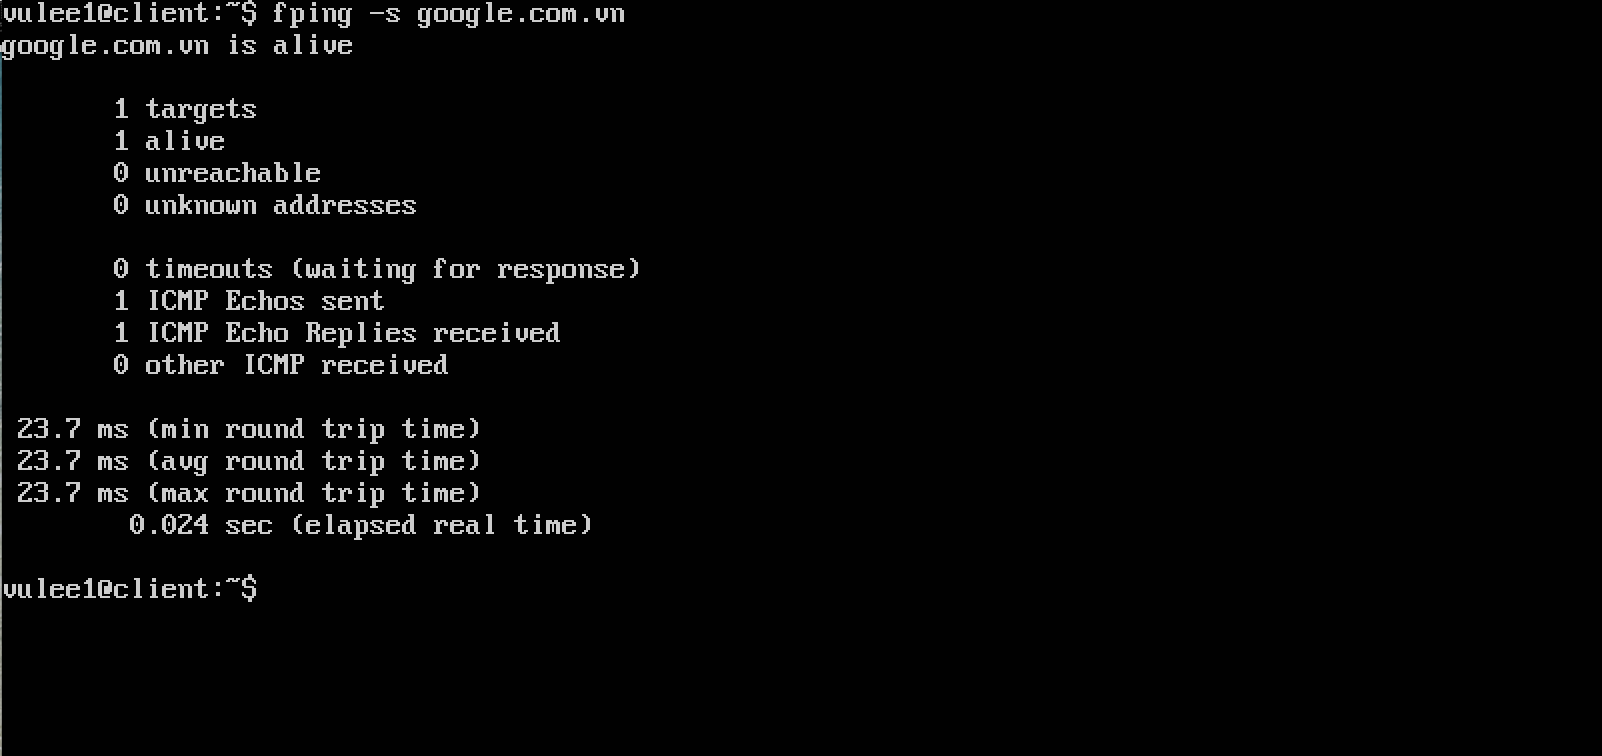 vulee1@client:~$ fping -s google.com.vn
google.com.vn is alive
1 targets
1 alive
0 unreachable
0 unknown addresses
0 timeouts (waiting for response)
1 ICMP Echos sent
1 ICMP Echo Replies received
0 other ICMP received
23.7 ms (min round trip time)
23.7 ms (avg round trip time)
23.7 ms (max round trip time)
0.024 sec (elapsed real time)
vulee1@client:~$